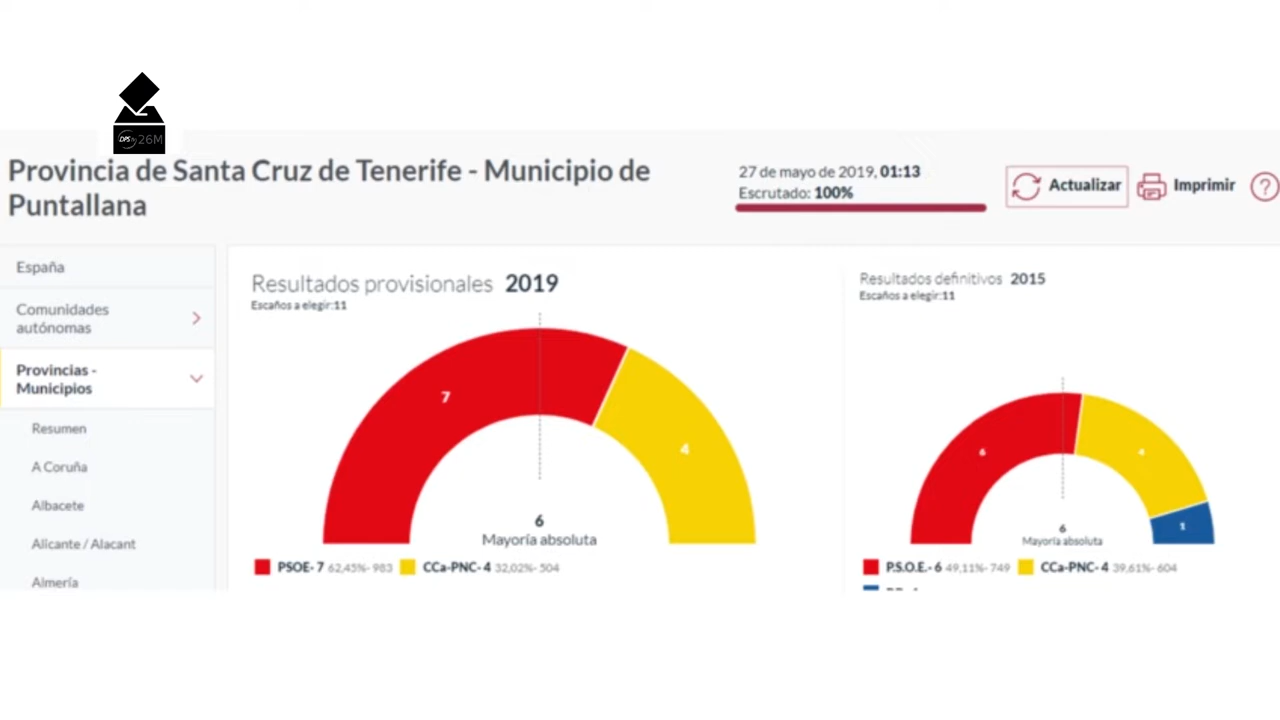 26M
Provincia de Santa Cruz de Tenerife - Municipio de
Puntallana
27 de mayo de 2019, 01:13
Escrutado: 100%
Actualizar
Imprimir
?
España
Comunidades
autónomas
Provincias -
Municipios
Resumen
A Coruña
Albacete
Alicante / Alacant
Almería
Resultados provisionales 2019
Escaños a elegir:11
7
4
6
Mayoría absoluta
PSOE- 7 62,45%- 983 CCa-PNC- 4 32,02%- 504
Resultados definitivos 2015
Escaños a elegir:11
6
4
1
6
Mayoría absoluta
P.S.O.E.- 6 49,11%- 749 CCa-PNC- 4 39,61%- 604